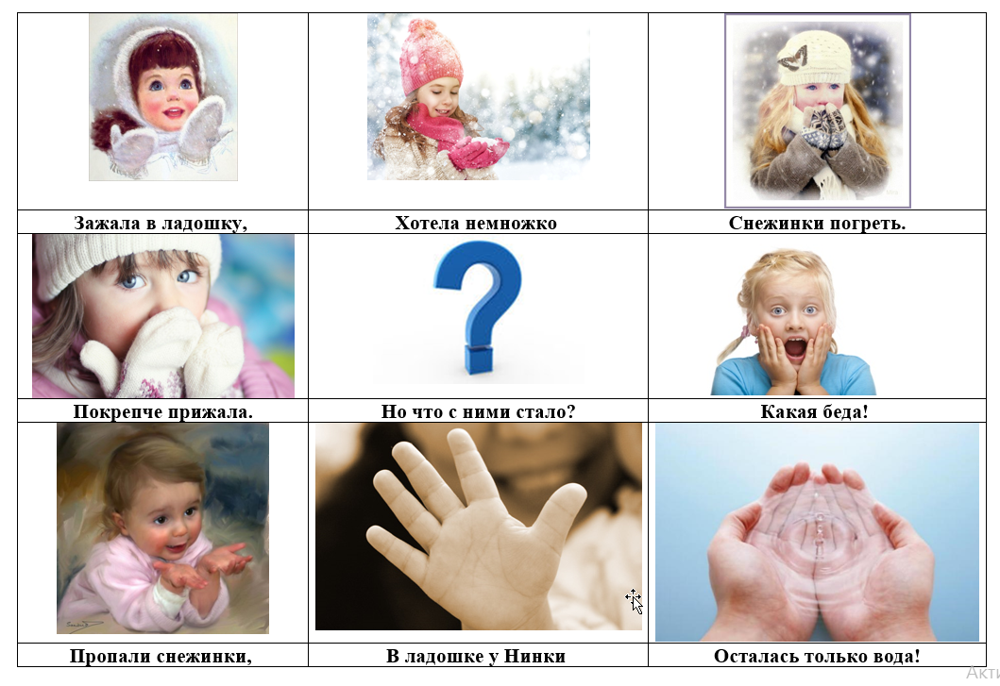 Зажала в ладошку,
Хотела немножко
Снежинки погреть.
Покрепче прижала.
Но что с ними стало?
Какая беда!
Пропали снежинки,
В ладошке у Нинки
Осталась только вода!
Акти